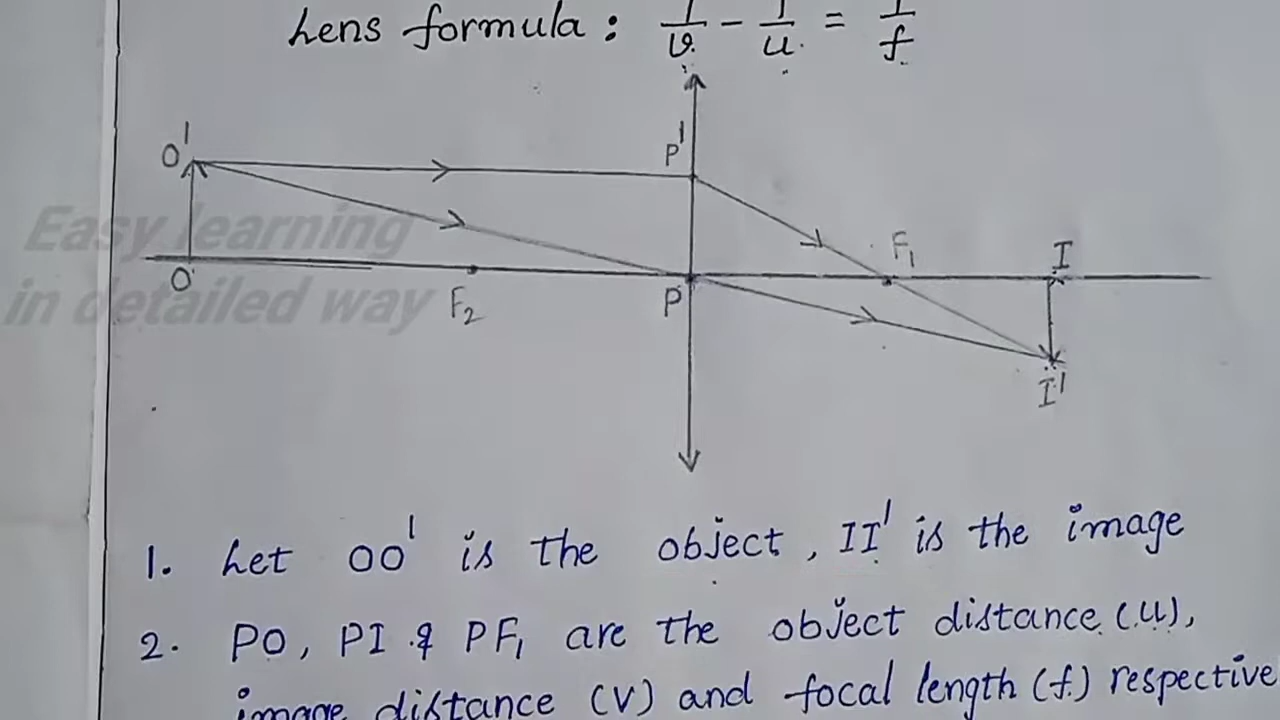 Lens formula : 1/v - 1/u = 1/f
O'
P'
Easy learning
in detailed way
F₁
I
O
F₂
P
I'
1. Let OO' is the object, II' is the image
2. PO, PI & PF₁ are the object distance (u),
image distance (v) and focal length (f) respective